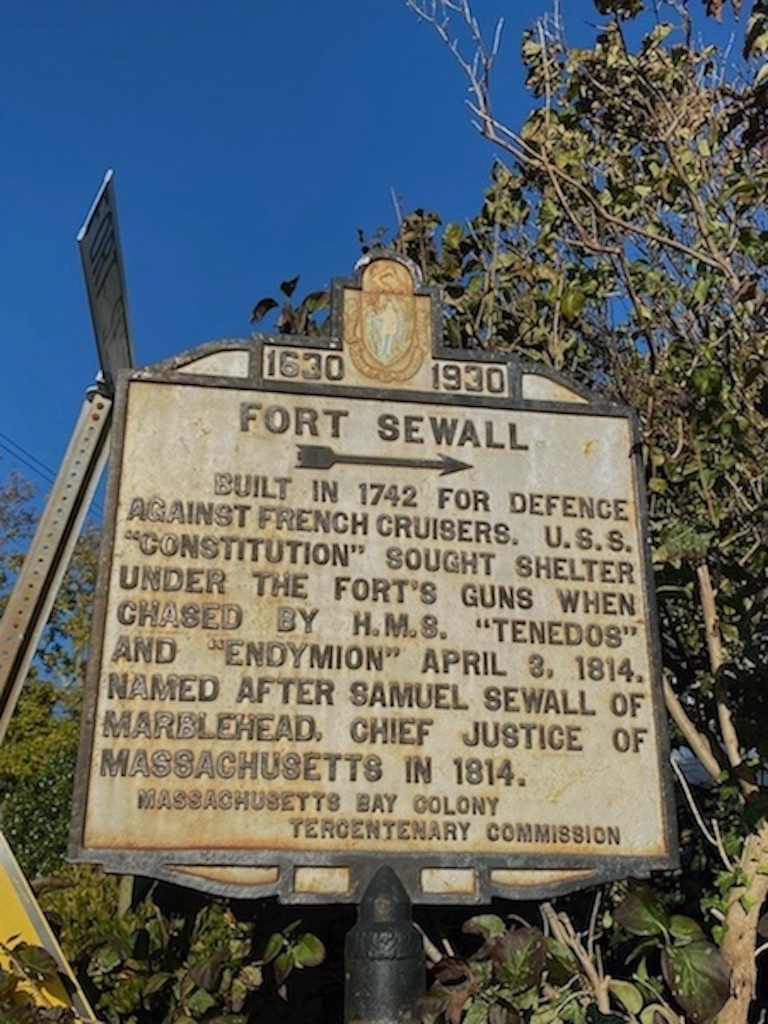 1630 1930
FORT SEWALL
BUILT IN 1742 FOR DEFENCE
AGAINST FRENCH CRUISERS. U.S.S.
"CONSTITUTION" SOUGHT SHELTER
UNDER THE FORT'S GUNS WHEN
CHASED BY H.M.S. "TENEDOS"
AND "ENDYMION" APRIL 3, 1814.
NAMED AFTER SAMUEL SEWALL OF
MARBLEHEAD, CHIEF JUSTICE OF
MASSACHUSETTS IN 1814.
MASSACHUSETTS BAY COLONY
TERCENTENARY COMMISSION